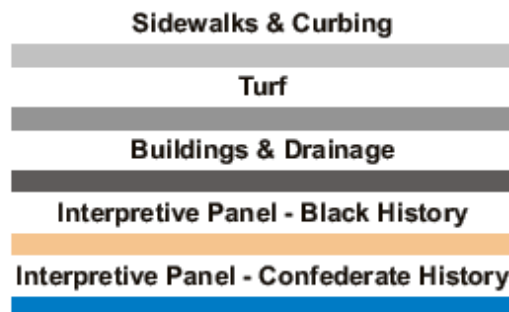 Sidewalks & Curbing
Turf
Buildings & Drainage
Interpretive Panel - Black History
Interpretive Panel - Confederate History